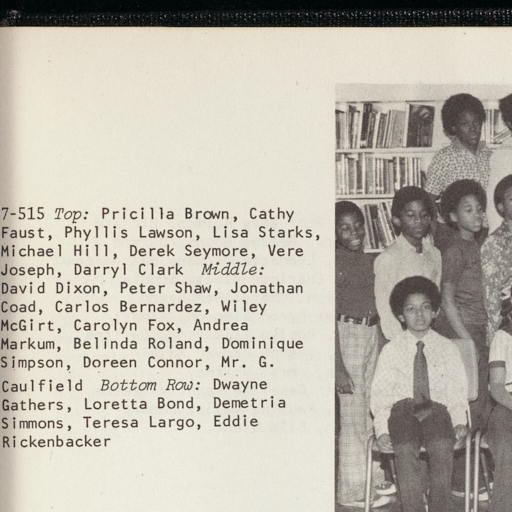 7-515 Top: Pricilla Brown, Cathy
Faust, Phyllis Lawson, Lisa Starks,
Michael Hill, Derek Seymore, Vere
Joseph, Darryl Clark Middle:
David Dixon, Peter Shaw, Jonathan
Coad, Carlos Bernardez, Wiley
McGirt, Carolyn Fox, Andrea
Markum, Belinda Roland, Dominique
Simpson, Doreen Connor, Mr. G.
Caulfield Bottom Row: Dwayne
Gathers, Loretta Bond, Demetria
Simmons, Teresa Largo, Eddie
Rickenbacker